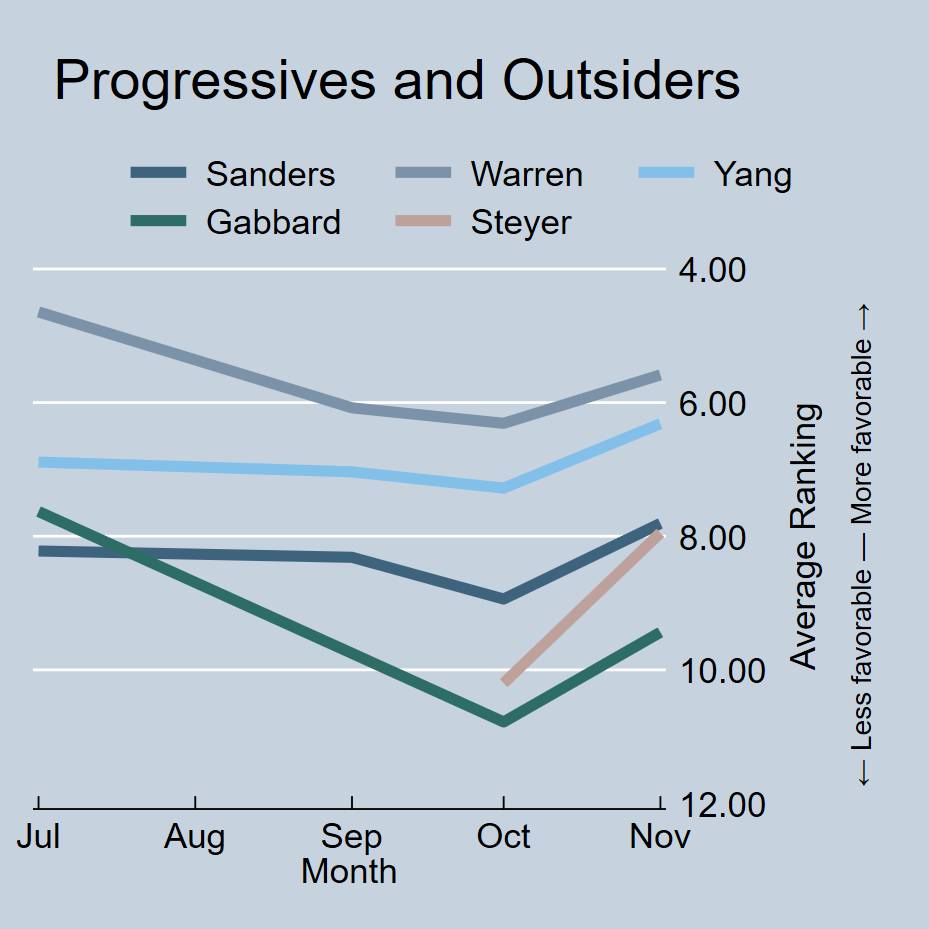 Progressives and Outsiders
Sanders
Warren
Yang
Gabbard
Steyer
4.00
6.00
8.00
10.00
12.00
Average Ranking
← Less favorable — More favorable →
Jul
Aug
Sep
Oct
Nov
Month